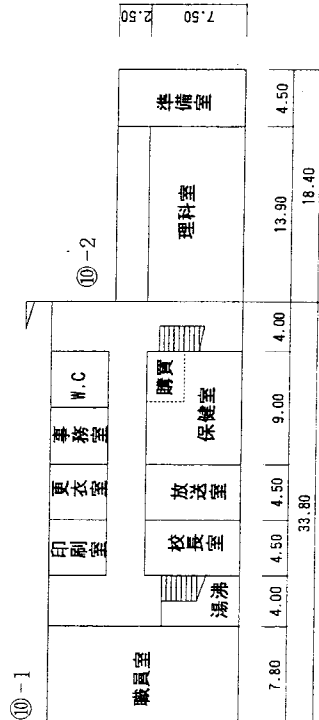 ⑩-1
⑩-2
職員室
湯沸
印刷室
更衣室
事務室
W.C
校長室
放送室
保健室
購買
理科室
準備室
2.50
7.50
7.80
4.00
4.50
4.50
9.00
4.00
13.90
4.50
33.80
18.40